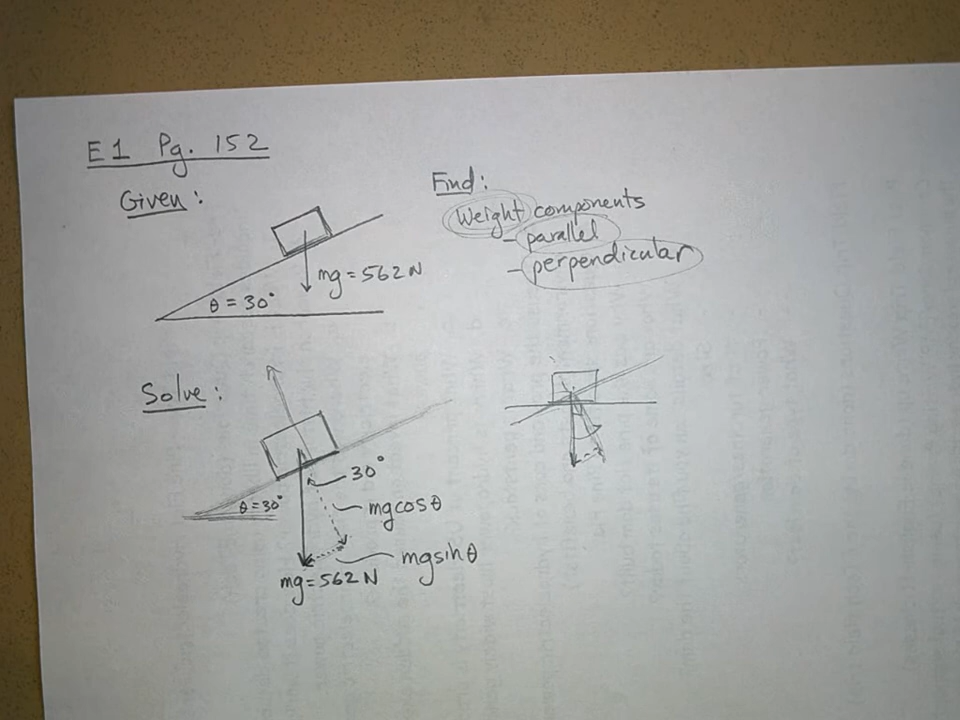 E1 Pg. 152
Given:
mg = 562 N
θ = 30°
Find:
Weight components
- parallel
- perpendicular
Solve:
θ = 30°
30°
mgcosθ
mgsinθ
mg = 562 N